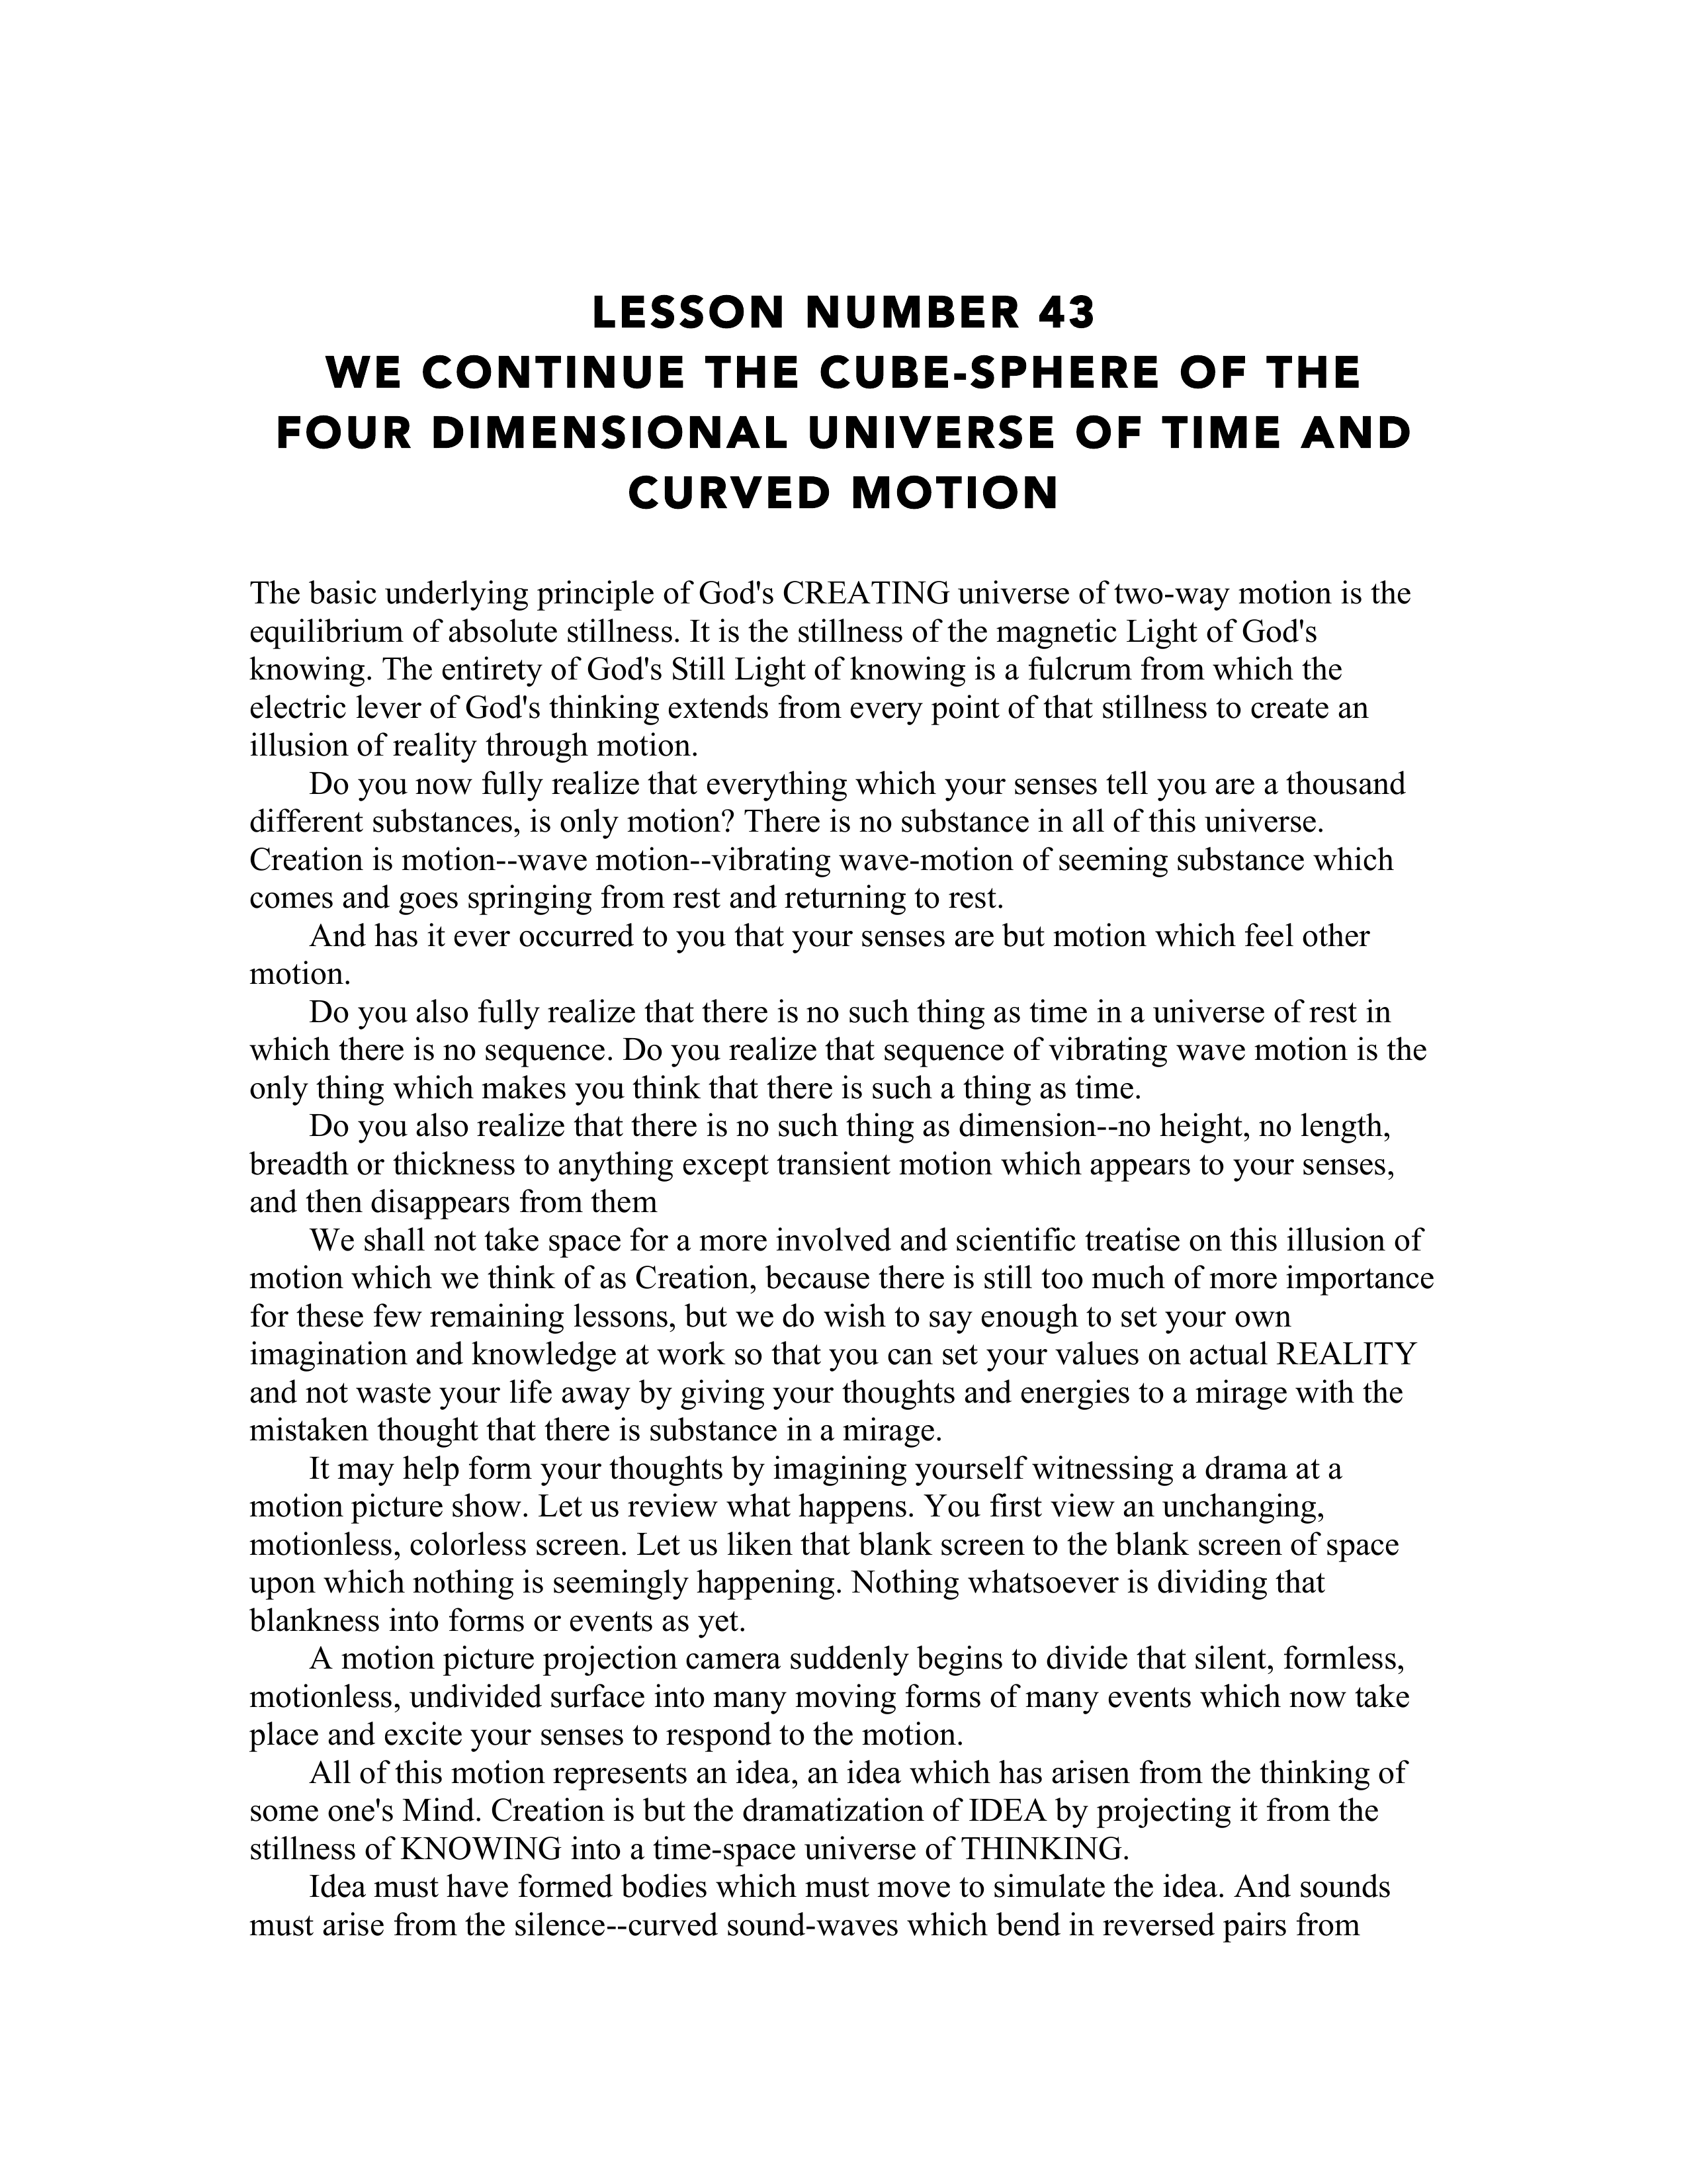 LESSON NUMBER 43
WE CONTINUE THE CUBE-SPHERE OF THE
FOUR DIMENSIONAL UNIVERSE OF TIME AND
CURVED MOTION
The basic underlying principle of God's CREATING universe of two-way motion is the
equilibrium of absolute stillness. It is the stillness of the magnetic Light of God's
knowing. The entirety of God's Still Light of knowing is a fulcrum from which the
electric lever of God's thinking extends from every point of that stillness to create an
illusion of reality through motion.
Do you now fully realize that everything which your senses tell you are a thousand
different substances, is only motion? There is no substance in all of this universe.
Creation is motion--wave motion--vibrating wave-motion of seeming substance which
comes and goes springing from rest and returning to rest.
And has it ever occurred to you that your senses are but motion which feel other
motion.
Do you also fully realize that there is no such thing as time in a universe of rest in
which there is no sequence. Do you realize that sequence of vibrating wave motion is the
only thing which makes you think that there is such a thing as time.
Do you also realize that there is no such thing as dimension--no height, no length,
breadth or thickness to anything except transient motion which appears to your senses,
and then disappears from them
We shall not take space for a more involved and scientific treatise on this illusion of
motion which we think of as Creation, because there is still too much of more importance
for these few remaining lessons, but we do wish to say enough to set your own
imagination and knowledge at work so that you can set your values on actual REALITY
and not waste your life away by giving your thoughts and energies to a mirage with the
mistaken thought that there is substance in a mirage.
It may help form your thoughts by imagining yourself witnessing a drama at a
motion picture show. Let us review what happens. You first view an unchanging,
motionless, colorless screen. Let us liken that blank screen to the blank screen of space
upon which nothing is seemingly happening. Nothing whatsoever is dividing that
blankness into forms or events as yet.
A motion picture projection camera suddenly begins to divide that silent, formless,
motionless, undivided surface into many moving forms of many events which now take
place and excite your senses to respond to the motion.
All of this motion represents an idea, an idea which has arisen from the thinking of
some one's Mind. Creation is but the dramatization of IDEA by projecting it from the
stillness of KNOWING into a time-space universe of THINKING.
Idea must have formed bodies which must move to simulate the idea. And sounds
must arise from the silence--curved sound-waves which bend in reversed pairs from